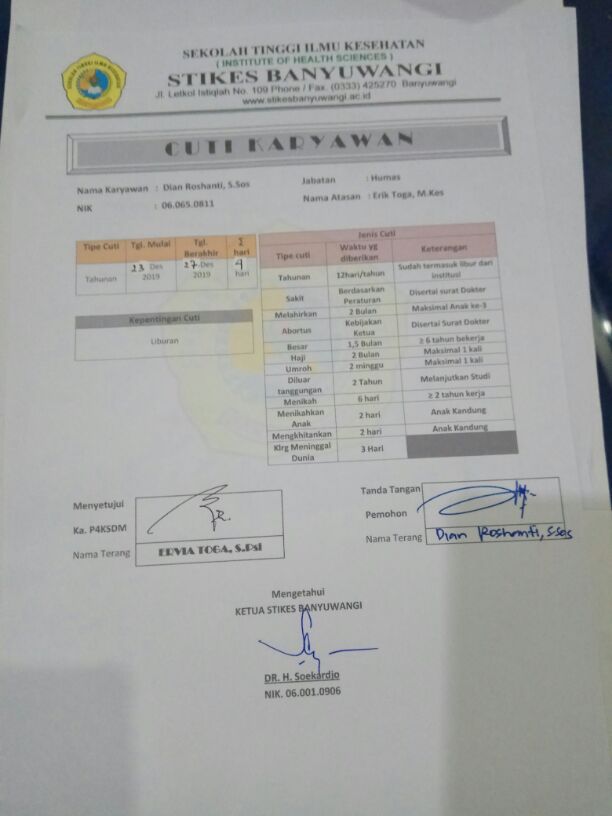 SEKOLAH TINGGI ILMU KESEHATAN
( INSTITUTE OF HEALTH SCIENCES )
STIKES BANYUWANGI
Jl. Letkol Istiqlah No. 109 Phone / Fax. (0333) 425270 Banyuwangi
www.stikesbanyuwangi.ac.id
CUTI KARYAWAN
Nama Karyawan : Dian Roshanti, S.Sos
NIK : 06.065.0811
Jabatan : Humas
Nama Atasan : Erik Toga, M.Kes
Tipe Cuti Tgl. Mulai Tgl. Berakhir Σ hari
Tahunan 23 Des 2019 27 Des 2019 4 hari
Kepentingan Cuti
Liburan
Jenis Cuti
Tipe cuti Waktu yg diberikan Keterangan
Tahunan 12hari/tahun Sudah termasuk libur dari institusi
Sakit Berdasarkan Peraturan Disertai surat Dokter
Melahirkan 2 Bulan Maksimal Anak ke-3
Abortus Kebijakan Ketua Disertai Surat Dokter
Besar 1,5 Bulan ≥ 6 tahun bekerja
Haji 2 Bulan Maksimal 1 kali
Umroh 2 minggu Maksimal 1 kali
Diluar tanggungan 2 Tahun Melanjutkan Studi
Menikah 6 hari ≥ 2 tahun kerja
Menikahkan Anak 2 hari Anak Kandung
Mengkhitankan 2 hari Anak Kandung
Klrg Meninggal Dunia 3 Hari
Menyetujui
Ka. P4KSDM
Nama Terang ERVIA TOGA, S.Psi
Tanda Tangan
Pemohon
Nama Terang Dian Roshanti, S.Sos
Mengetahui
KETUA STIKES BANYUWANGI
DR. H. Soekardjo
NIK. 06.001.0906